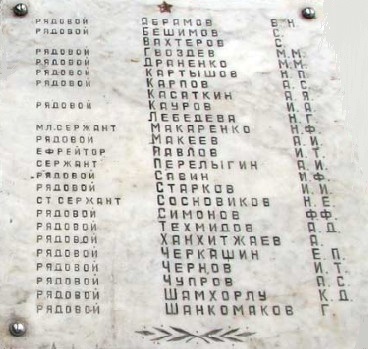 РЯДОВОЙ АБРАМОВ В. Н.
РЯДОВОЙ БЕШИМОВ С.
ВАХТЕРОВ С.
РЯДОВОЙ ГВОЗДЕВ М. М.
РЯДОВОЙ ДРАНЕНКО М. М.
РЯДОВОЙ КАРТЫШОВ Н. П.
РЯДОВОЙ КАРПОВ А. С.
КАСАТКИН А. Я.
РЯДОВОЙ КАУРОВ И. А.
ЛЕБЕДЕВА Н. Г.
МЛ. СЕРЖАНТ МАКАРЕНКО Н. Ф.
РЯДОВОЙ МАКЕЕВ А. И.
ЕФРЕЙТОР ПАВЛОВ И. Т.
СЕРЖАНТ ПЕРЕЛЫГИН А. И.
РЯДОВОЙ САВИН И. Ф.
РЯДОВОЙ СТАРКОВ И. И.
СТ. СЕРЖАНТ СОСНОВИКОВ Н. Е.
РЯДОВОЙ СИМОНОВ Ф. Ф.
РЯДОВОЙ ТЕХМИДОВ А. Д.
РЯДОВОЙ ХАНХИТЖАЕВ А.
РЯДОВОЙ ЧЕРКАШИН Е. П.
РЯДОВОЙ ЧЕРНОВ И. Т.
РЯДОВОЙ ЧУПРОВ А. С.
РЯДОВОЙ ШАМХОРЛУ К. Д.
РЯДОВОЙ ШАНКОМАКОВ Г.